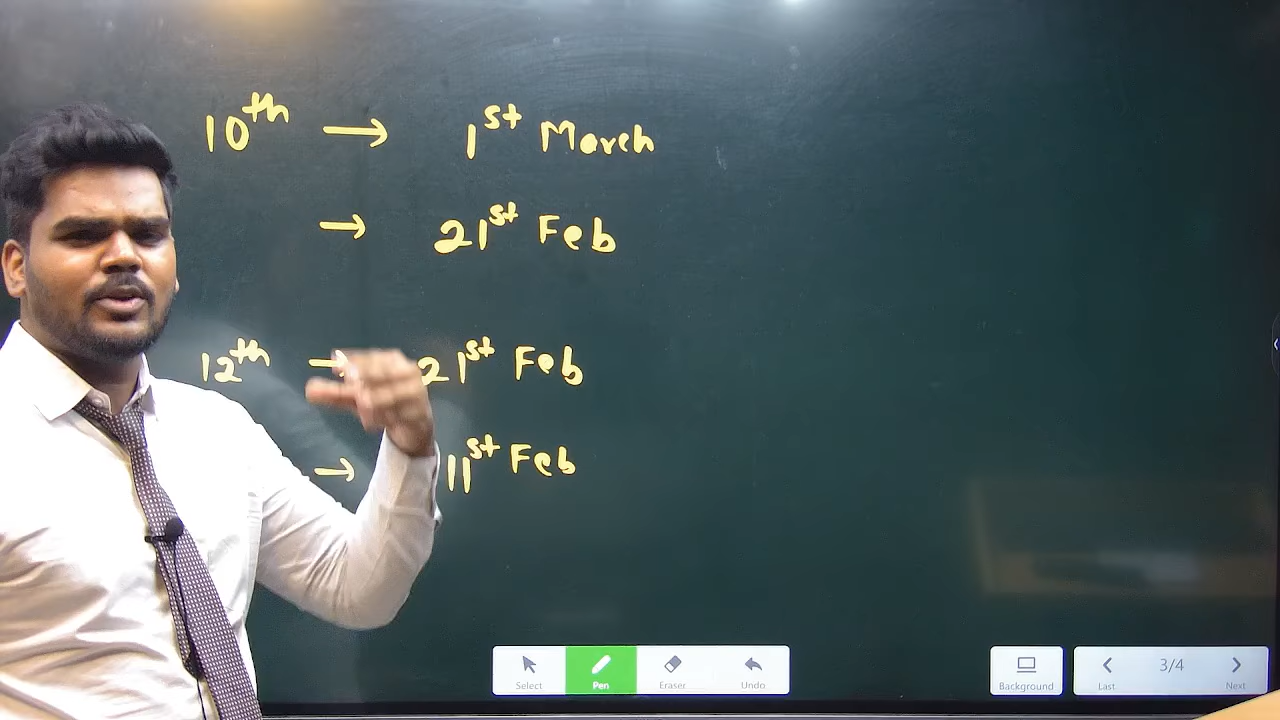 10th → 1st March
→ 21st Feb
12th → 21st Feb
→ 11st Feb
Select Pen Eraser Undo
Background
Last 3/4 Next